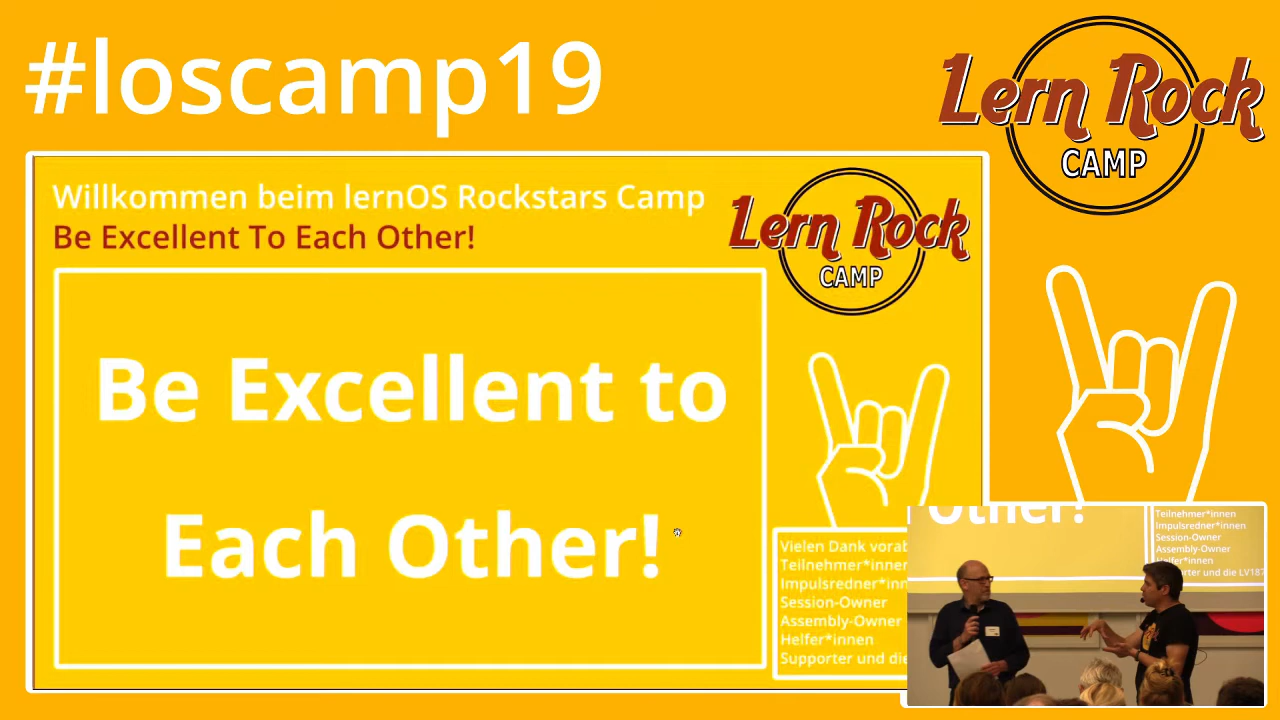 #loscamp19
Lern Rock
CAMP
Willkommen beim lernOS Rockstars Camp
Be Excellent To Each Other!
Lern Rock
CAMP
Be Excellent to
Each Other!
Vielen Dank vorab
Teilnehmer*innen
Impulsredner*inn
Session-Owner
Assembly-Owner
Helfer*innen
Supporter und die
Other!
Teilnehmer*innen
Impulsredner*innen
Session-Owner
Assembly-Owner
Helfer*innen
orter und die LV187